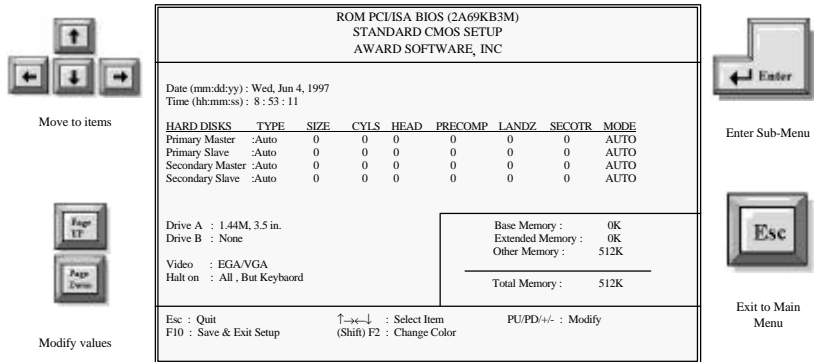 ROM PCI/ISA BIOS (2A69KB3M)
STANDARD CMOS SETUP
AWARD SOFTWARE, INC
Date (mm:dd:yy) : Wed, Jun 4, 1997
Time (hh:mm:ss) : 8 : 53 : 11
HARD DISKS TYPE SIZE CYLS HEAD PRECOMP LANDZ SECOTR MODE
Primary Master :Auto 0 0 0 0 0 0 AUTO
Primary Slave :Auto 0 0 0 0 0 0 AUTO
Secondary Master :Auto 0 0 0 0 0 0 AUTO
Secondary Slave :Auto 0 0 0 0 0 0 AUTO
Drive A : 1.44M, 3.5 in.
Drive B : None
Video : EGA/VGA
Halt on : All , But Keybaord
Base Memory : 0K
Extended Memory : 0K
Other Memory : 512K
Total Memory : 512K
Esc : Quit ↑→←↓ : Select Item PU/PD/+/- : Modify
F10 : Save & Exit Setup (Shift) F2 : Change Color
Move to items
Page
UP
Page
Down
Modify values
Enter
Enter Sub-Menu
Esc
Exit to Main
Menu